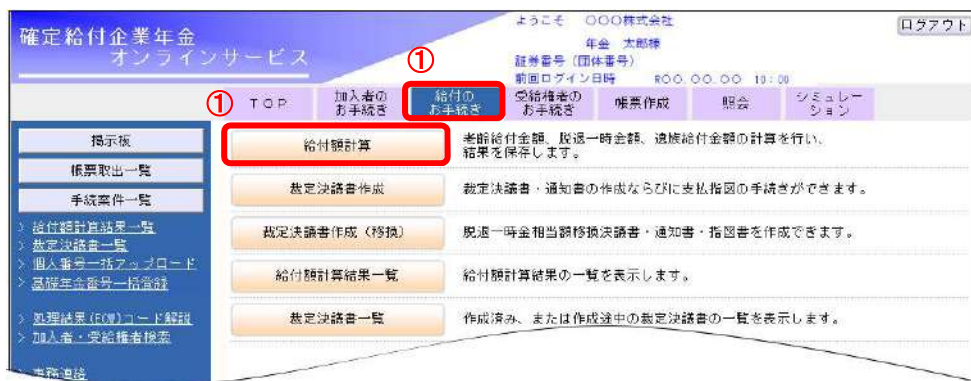 確定給付企業年金
オンラインサービス
ようこそ 〇〇〇株式会社
年金 太郎様
証券番号（団体番号）
前回ログイン日時 R〇〇.〇〇.〇〇 10:00
ログアウト
①
①
TOP
加入者の
お手続き
給付の
お手続き
受給権者の
お手続き
帳票作成
照会
シミュレー
ション
掲示板
帳票取出一覧
手続案件一覧
> 給付額計算結果一覧
> 裁定決議書一覧
> 個人番号一括アップロード
> 基礎年金番号一括登録
> 処理結果(EOW)コード解説
> 加入者・受給権者検索
> 事務連絡
給付額計算
老齢給付金額、脱退一時金額、遺族給付金額の計算を行い、
結果を保存します。
裁定決議書作成
裁定決議書・通知書の作成ならびに支払指図の手続きができます。
裁定決議書作成（移換）
脱退一時金相当額移換決議書・通知書・指図書を作成できます。
給付額計算結果一覧
給付額計算結果の一覧を表示します。
裁定決議書一覧
作成済み、または作成途中の裁定決議書の一覧を表示します。